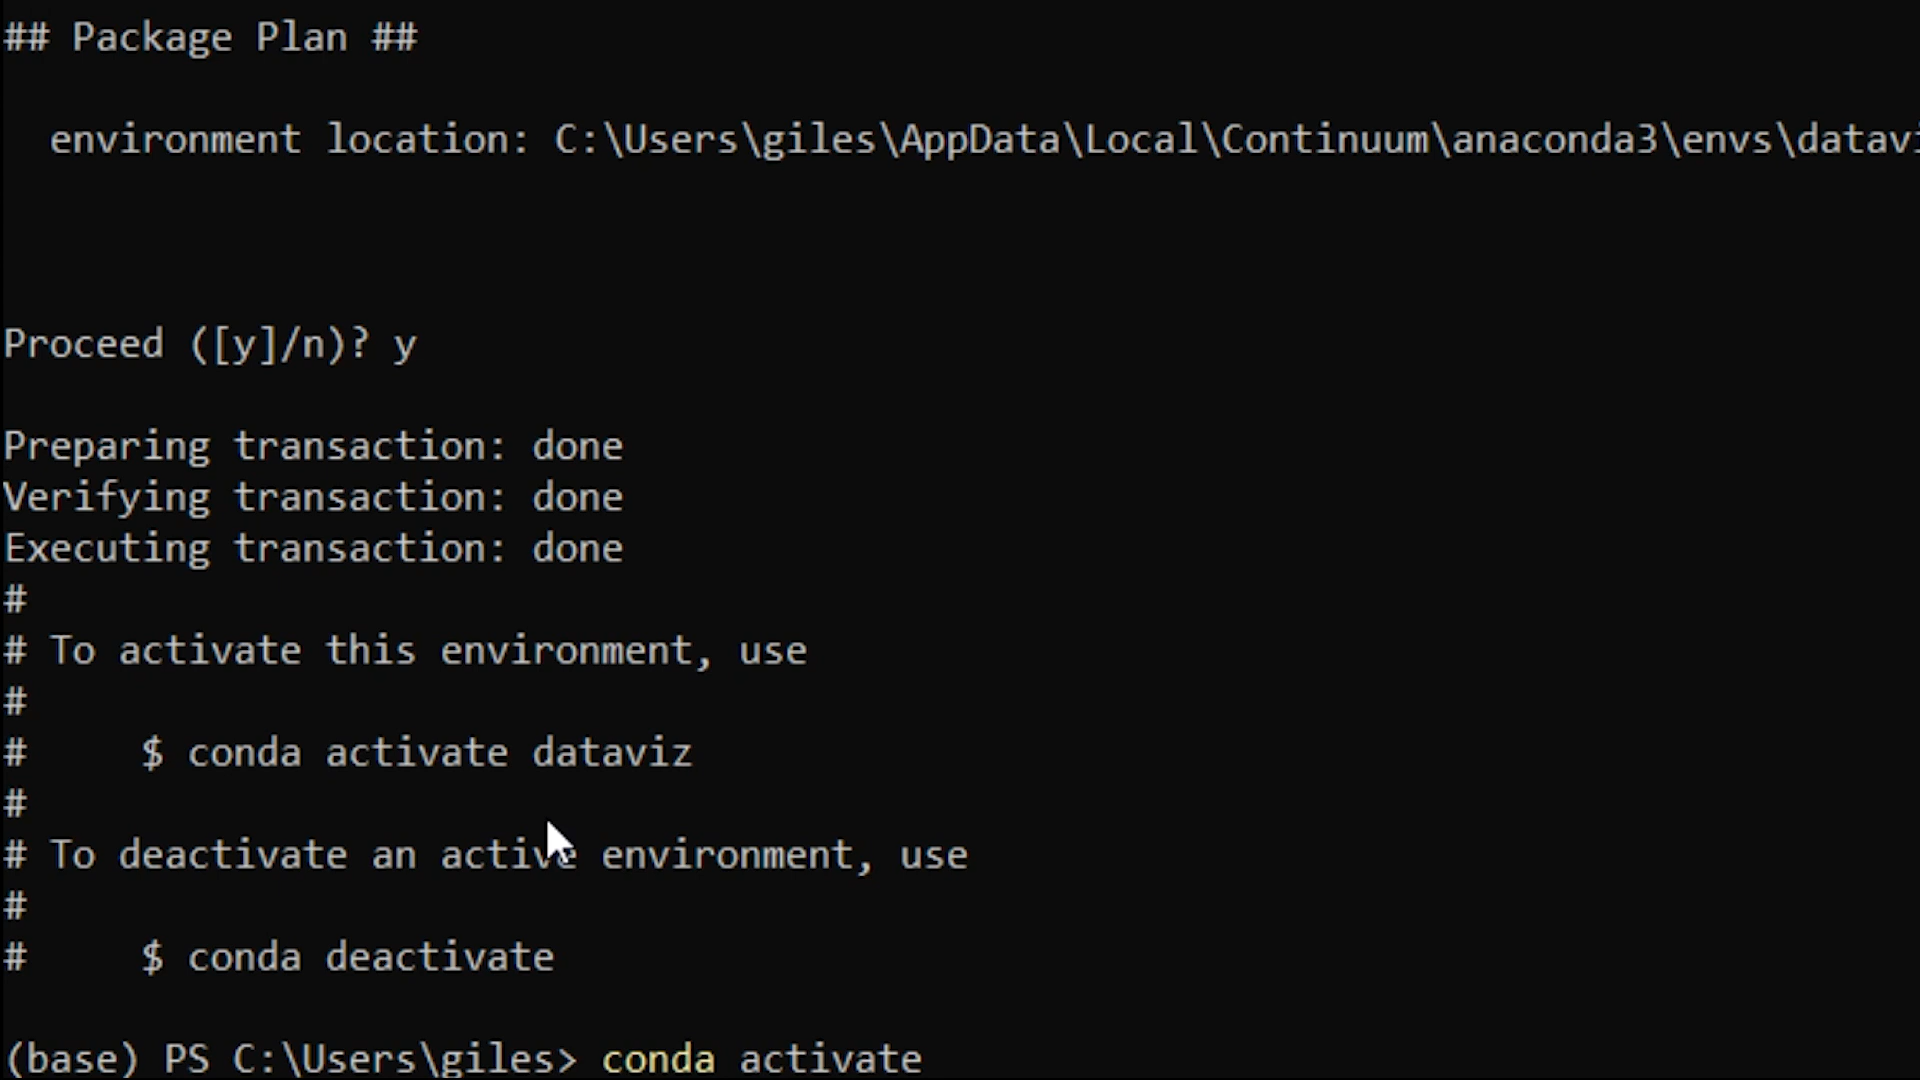 ## Package Plan ##
environment location: C:\Users\giles\AppData\Local\Continuum\anaconda3\envs\datavi
Proceed ([y]/n)? y
Preparing transaction: done
Verifying transaction: done
Executing transaction: done
#
# To activate this environment, use
#
#     $ conda activate dataviz
#
# To deactivate an active environment, use
#
#     $ conda deactivate
(base) PS C:\Users\giles> conda activate